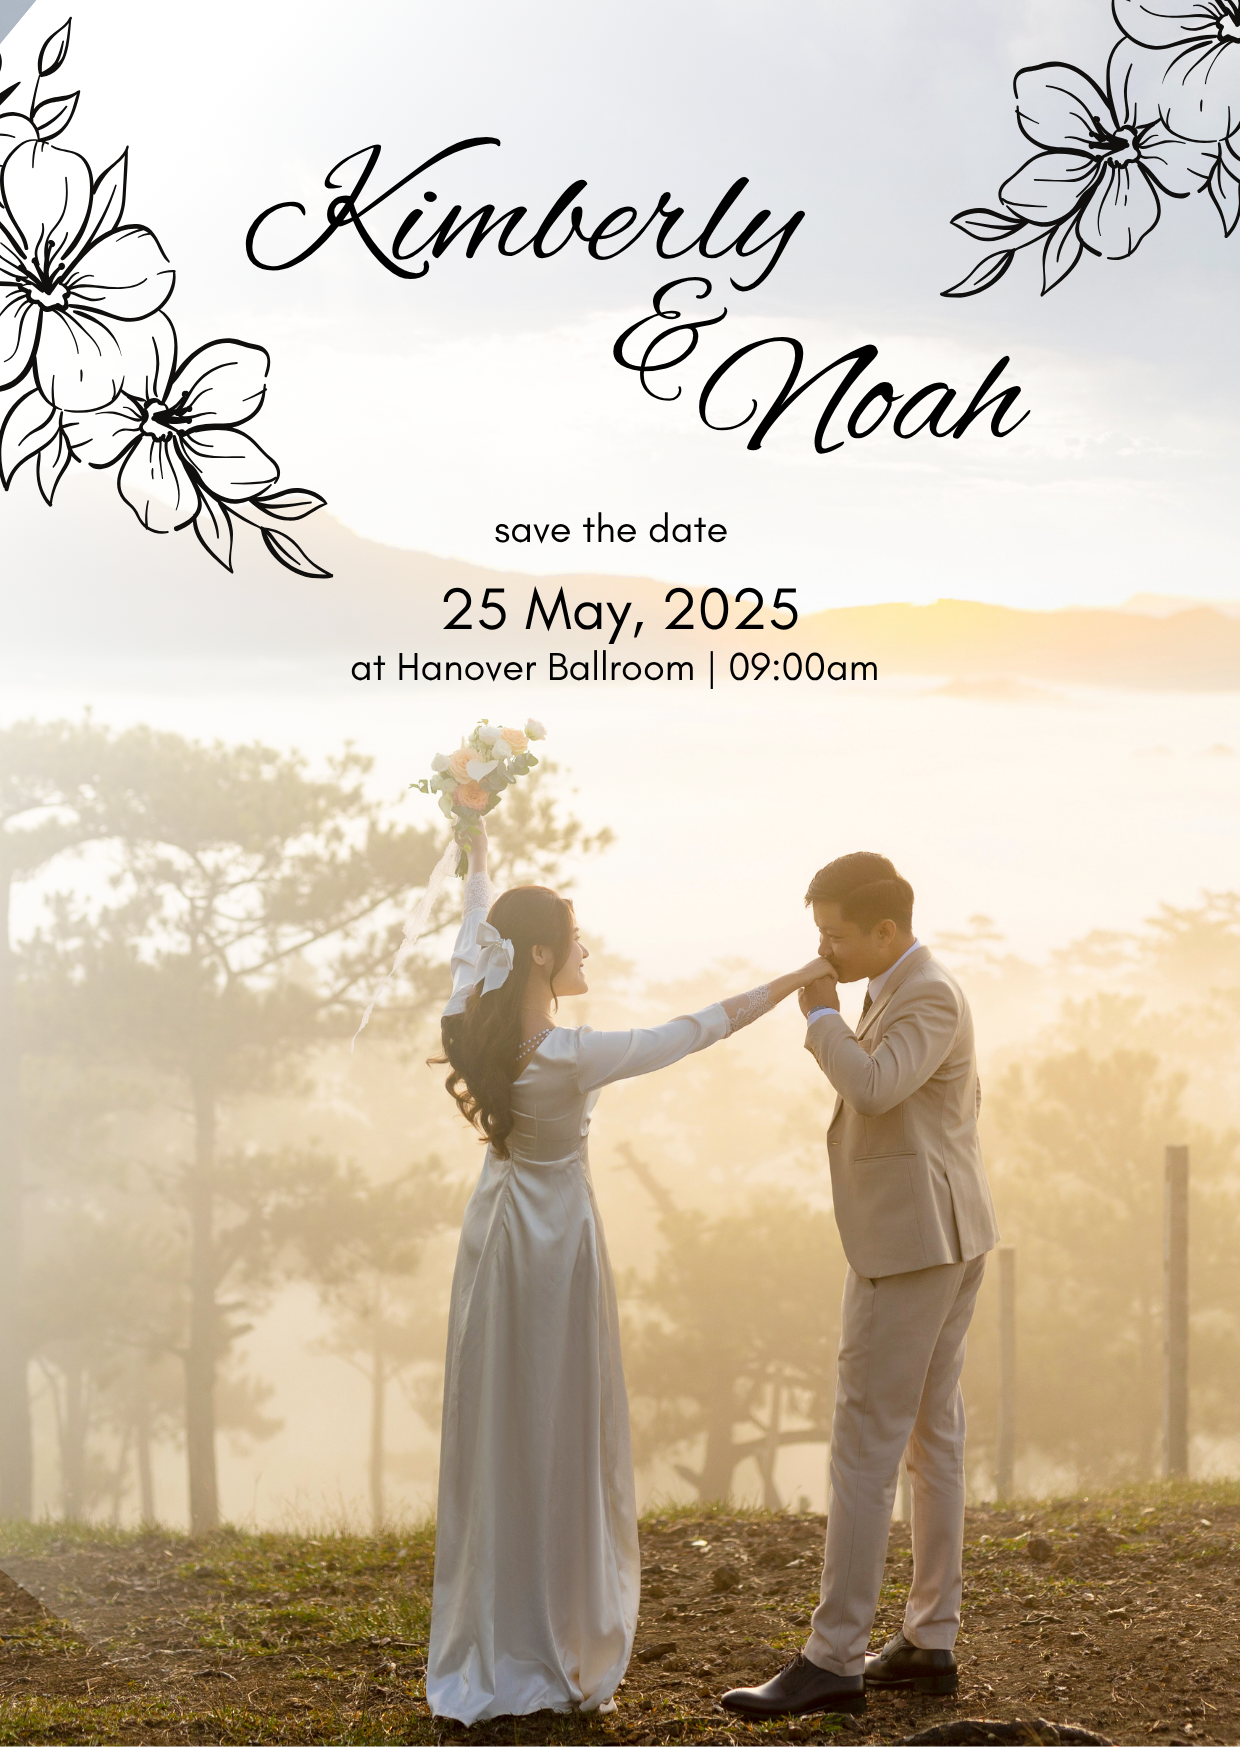 Kimberly
&
Noah
save the date
25 May, 2025
at Hanover Ballroom | 09:00am